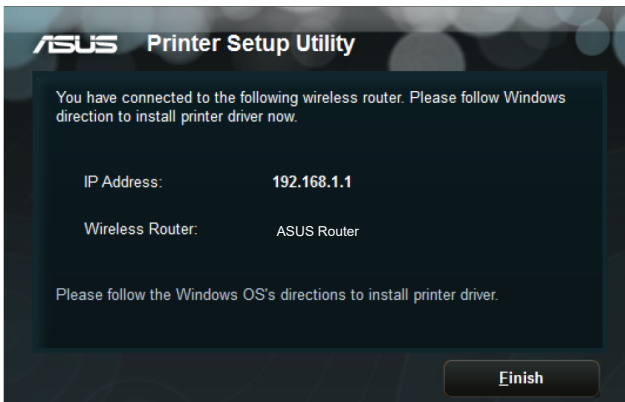 ASUS Printer Setup Utility
You have connected to the following wireless router. Please follow Windows
direction to install printer driver now.
IP Address: 192.168.1.1
Wireless Router: ASUS Router
Please follow the Windows OS's directions to install printer driver.
Finish